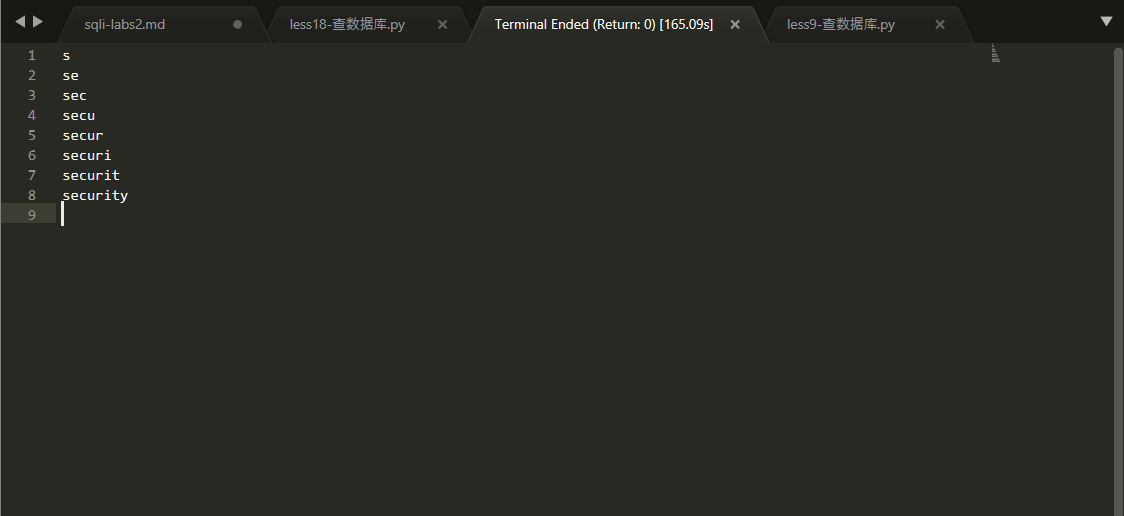 sqli-labs2.md less18-查数据库.py Terminal Ended (Return: 0) [165.09s] less9-查数据库.py
1 s
2 se
3 sec
4 secu
5 secur
6 securi
7 securit
8 security
9